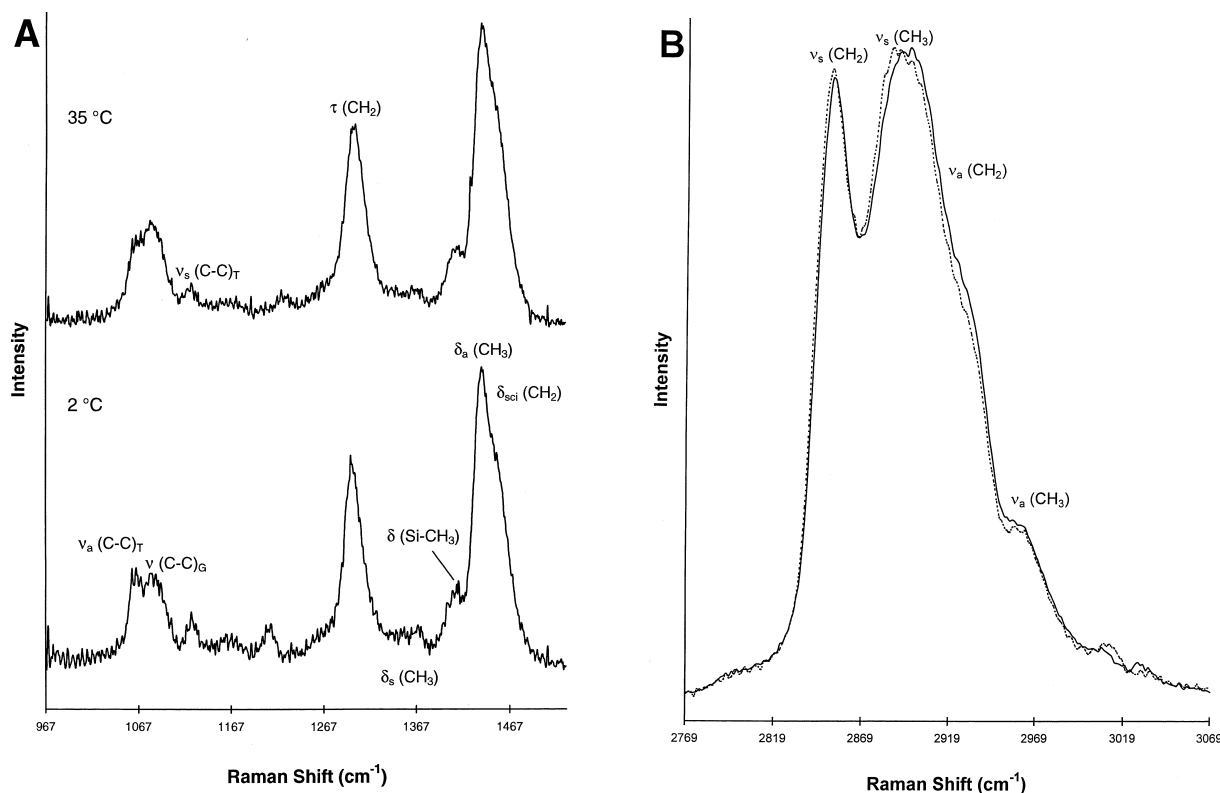 A
35 °C
τ (CH2)
νs (C-C)T
δa (CH3)
δsci (CH2)
2 °C
δ (Si-CH3)
νa (C-C)T
ν (C-C)G
δs (CH3)
Intensity
967 1067 1167 1267 1367 1467
Raman Shift (cm-1)
B
νs (CH2)
νs (CH3)
νa (CH2)
νa (CH3)
Intensity
2769 2819 2869 2919 2969 3019 3069
Raman Shift (cm-1)